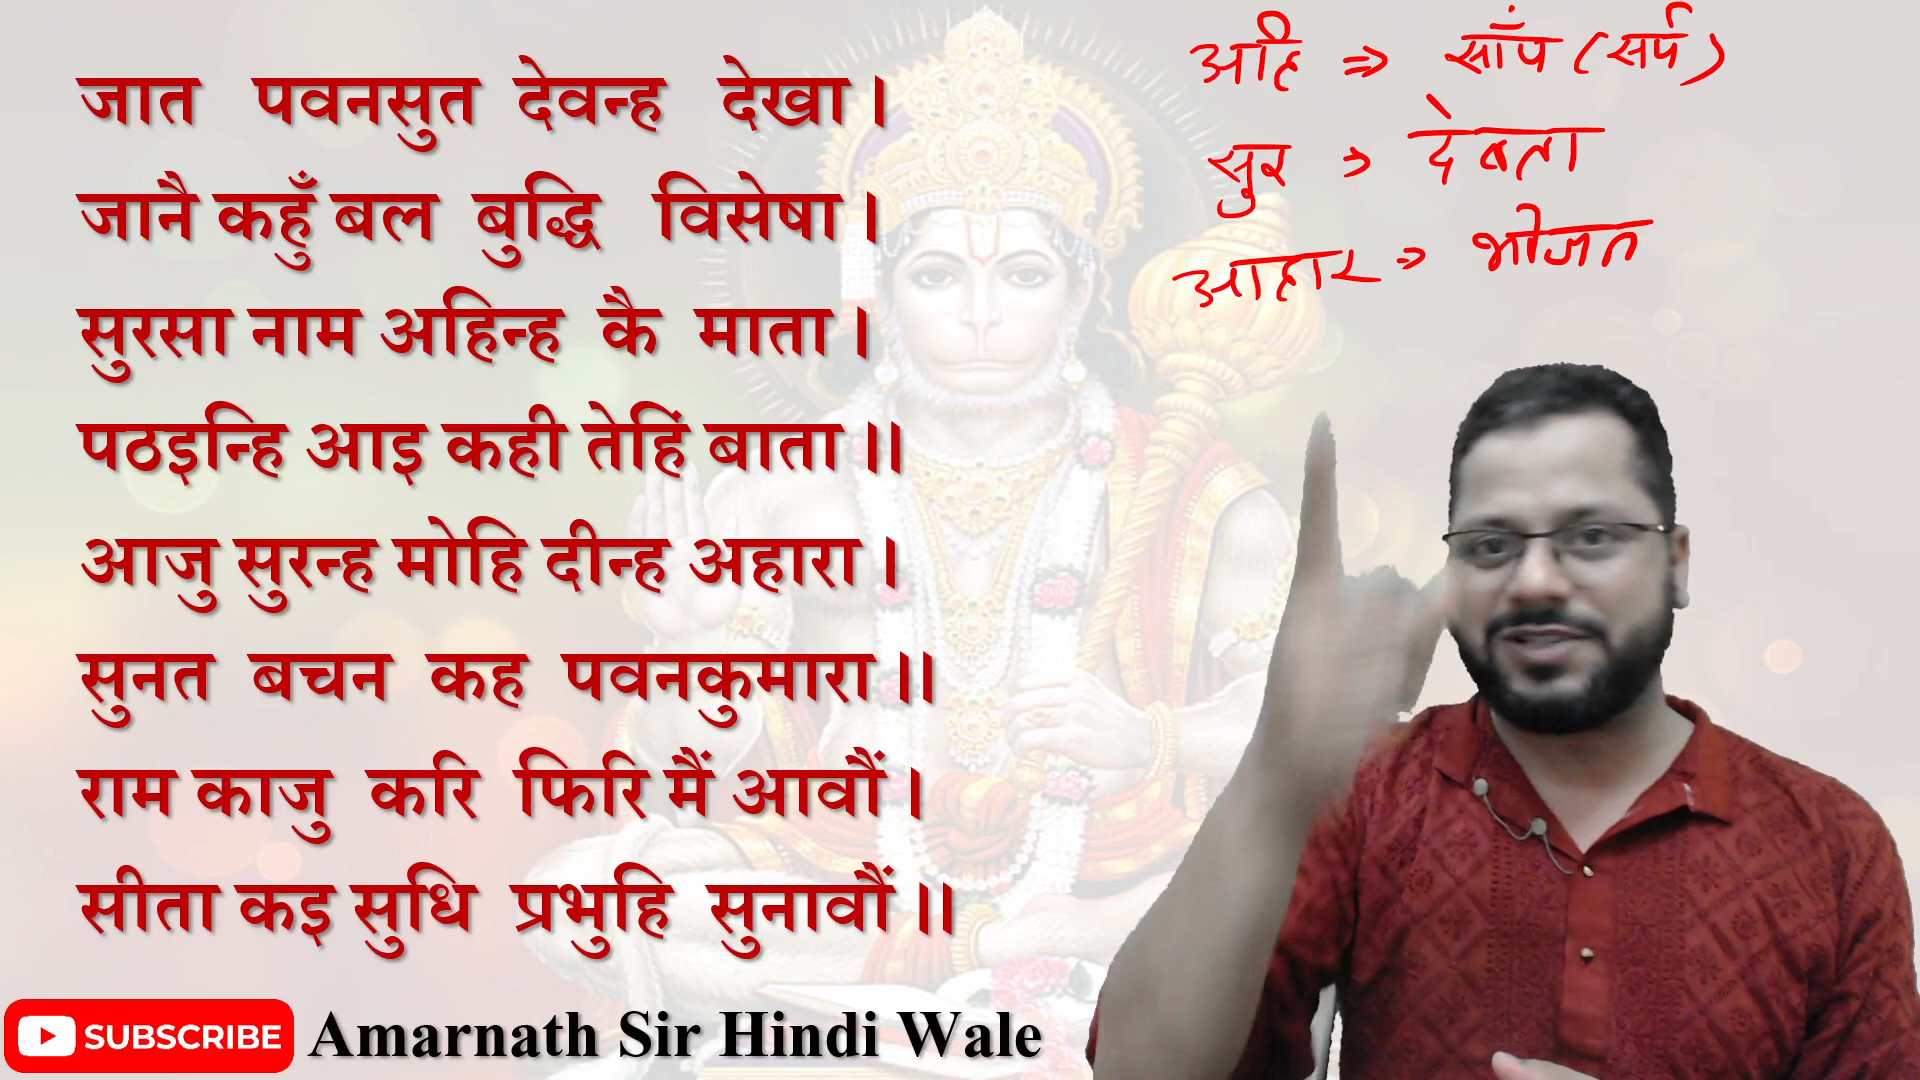 जात पवनसुत देवन्ह देखा।
जानै कहुँ बल बुद्धि विसेषा।
सुरसा नाम अहिन्ह कै माता।
पठइन्हि आइ कही तेहिं बाता॥
आजु सुरन्ह मोहि दीन्ह अहारा।
सुनत बचन कह पवनकुमारा॥
राम काजु करि फिरि मैं आवौं।
सीता कइ सुधि प्रभुहि सुनावौं॥
अहि ⇒ साँप (सर्प)
सुर → देवता
आहार → भोजन
SUBSCRIBE Amarnath Sir Hindi Wale